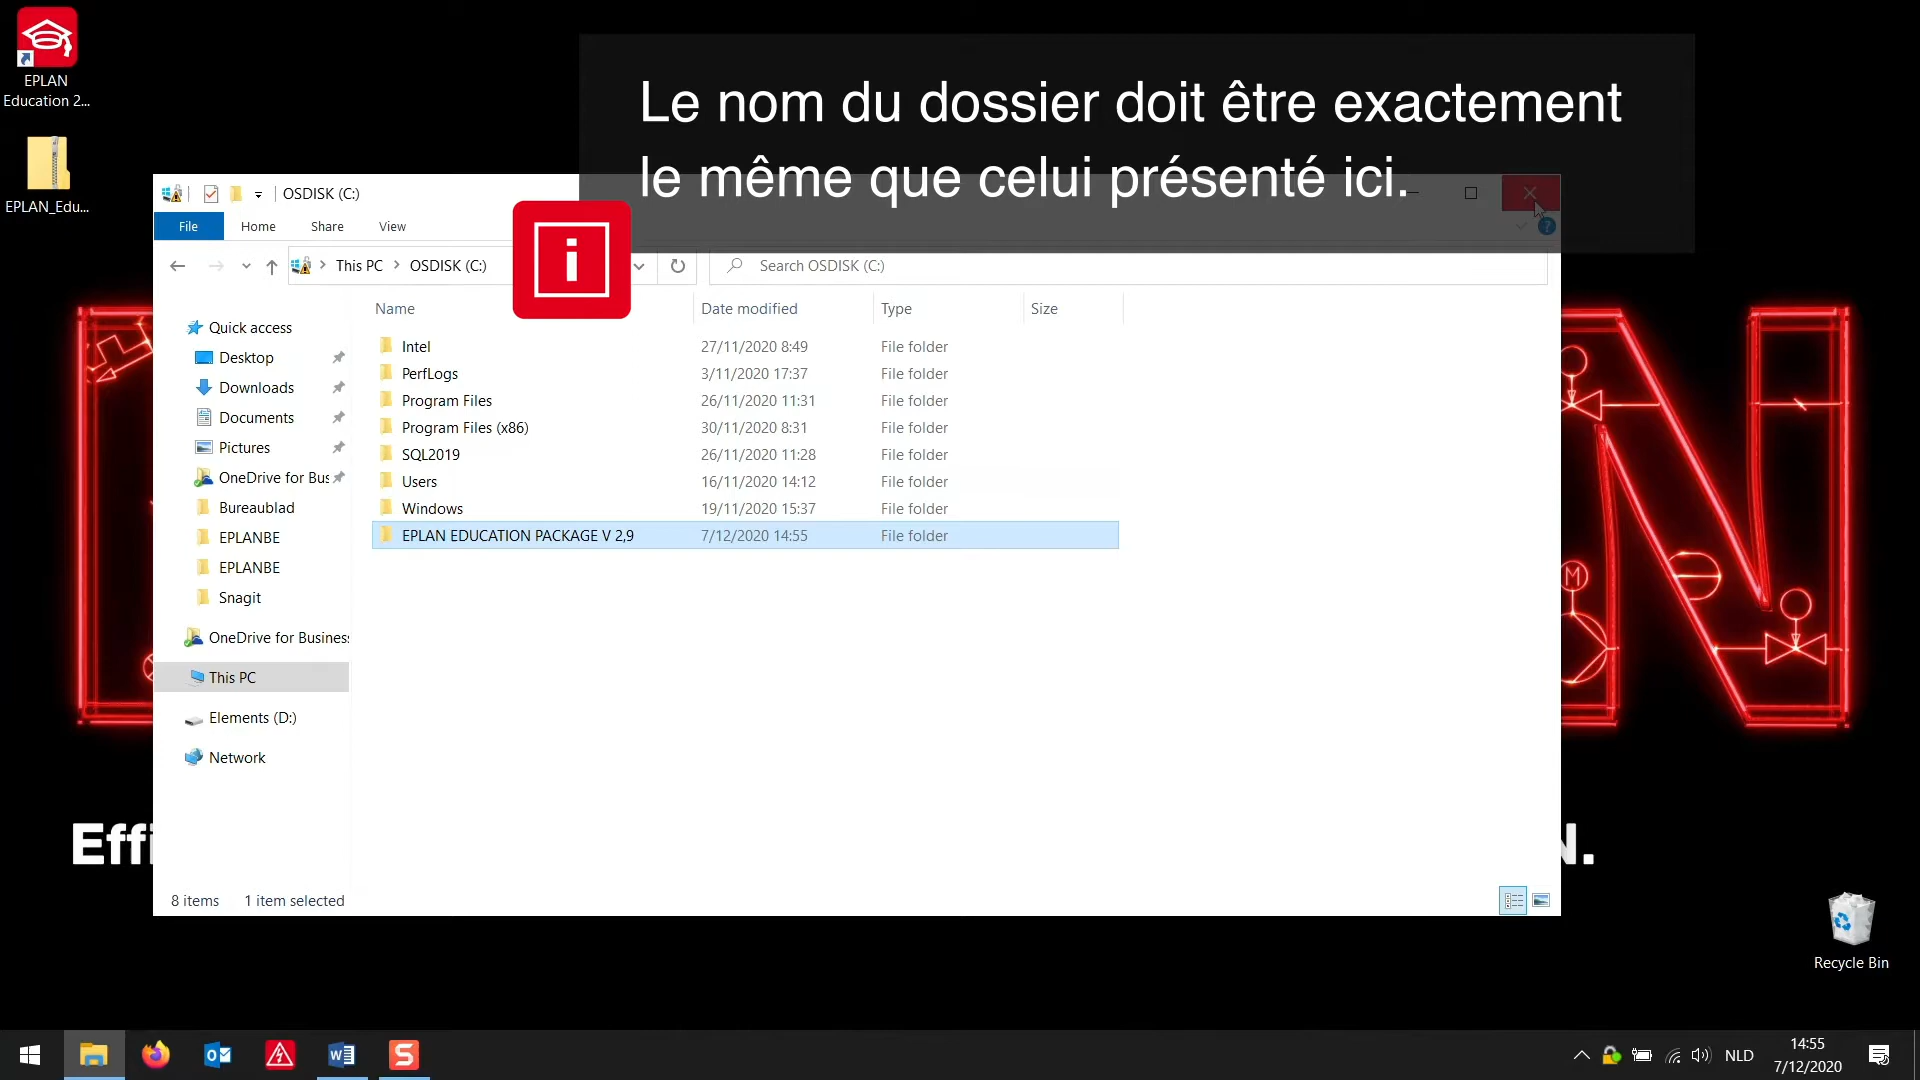 EPLAN
Education 2...
EPLAN_Edu...
Le nom du dossier doit être exactement
le même que celui présenté ici.
OSDISK (C:)
File
Home
Share
View
?
i
This PC
OSDISK (C:)
Search OSDISK (C:)
Name
Date modified
Type
Size
Quick access
Desktop
Downloads
Documents
Pictures
OneDrive for Bus
Bureaublad
EPLANBE
EPLANBE
Snagit
OneDrive for Business
This PC
Elements (D:)
Network
Intel 27/11/2020 8:49 File folder
PerfLogs 3/11/2020 17:37 File folder
Program Files 26/11/2020 11:31 File folder
Program Files (x86) 30/11/2020 8:31 File folder
SQL2019 26/11/2020 11:28 File folder
Users 16/11/2020 14:12 File folder
Windows 19/11/2020 15:37 File folder
EPLAN EDUCATION PACKAGE V 2,9 7/12/2020 14:55 File folder
8 items 1 item selected
M
N
Effi
N.
Recycle Bin
NLD
14:55
7/12/2020